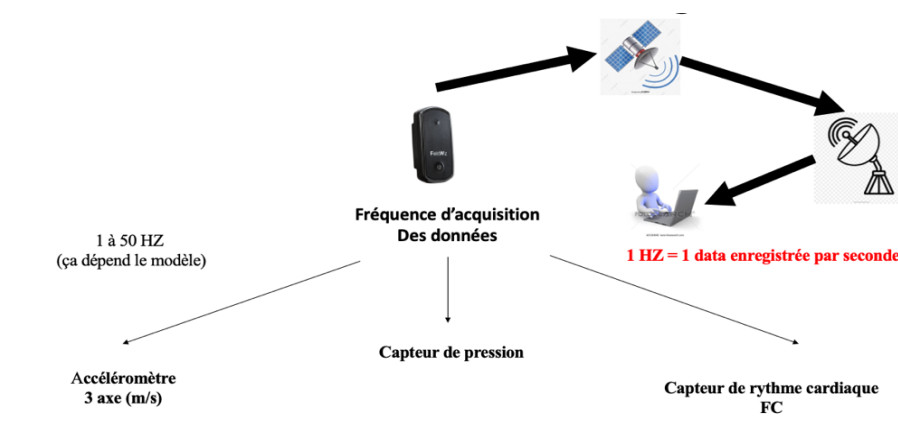 Fréquence d'acquisition
Des données
1 à 50 HZ
(ça dépend le modèle)
1 HZ = 1 data enregistrée par seconde
Accéléromètre
3 axe (m/s)
Capteur de pression
Capteur de rythme cardiaque
FC